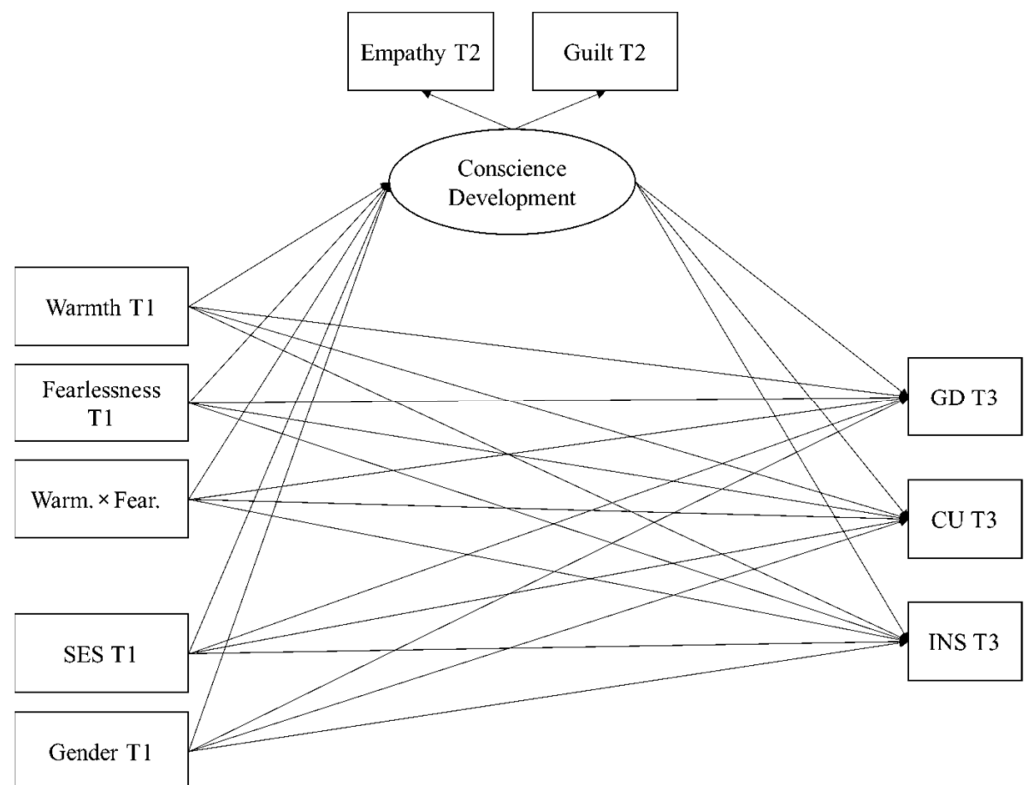 Empathy T2
Guilt T2
Conscience
Development
Warmth T1
Fearlessness
T1
Warm. × Fear.
SES T1
Gender T1
GD T3
CU T3
INS T3